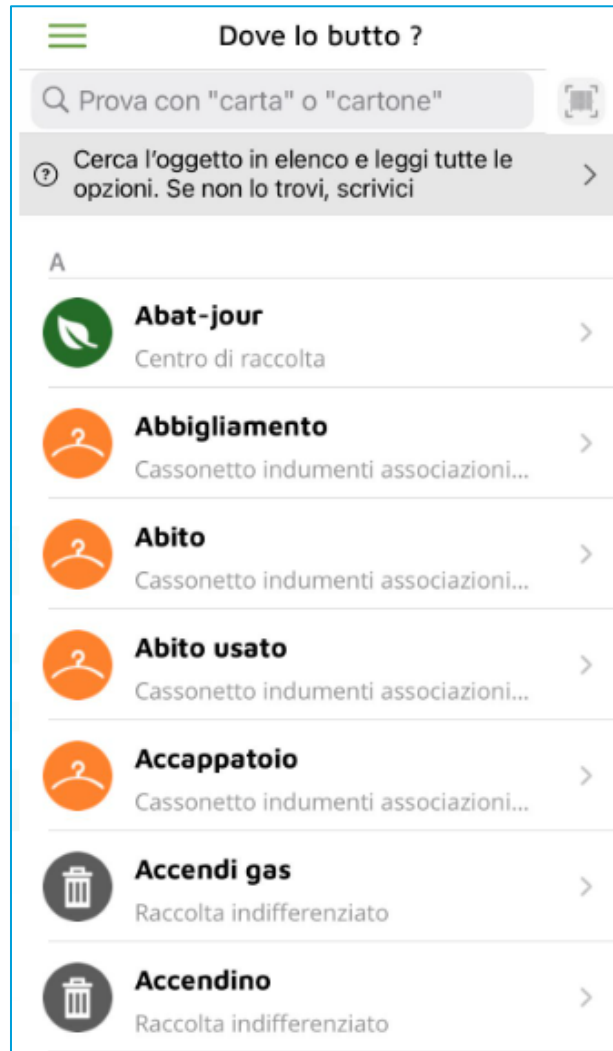 Dove lo butto ?
Prova con "carta" o "cartone"
Cerca l'oggetto in elenco e leggi tutte le
opzioni. Se non lo trovi, scrivici
A
Abat-jour
Centro di raccolta
Abbigliamento
Cassonetto indumenti associazioni...
Abito
Cassonetto indumenti associazioni...
Abito usato
Cassonetto indumenti associazioni...
Accappatoio
Cassonetto indumenti associazioni...
Accendi gas
Raccolta indifferenziato
Accendino
Raccolta indifferenziato